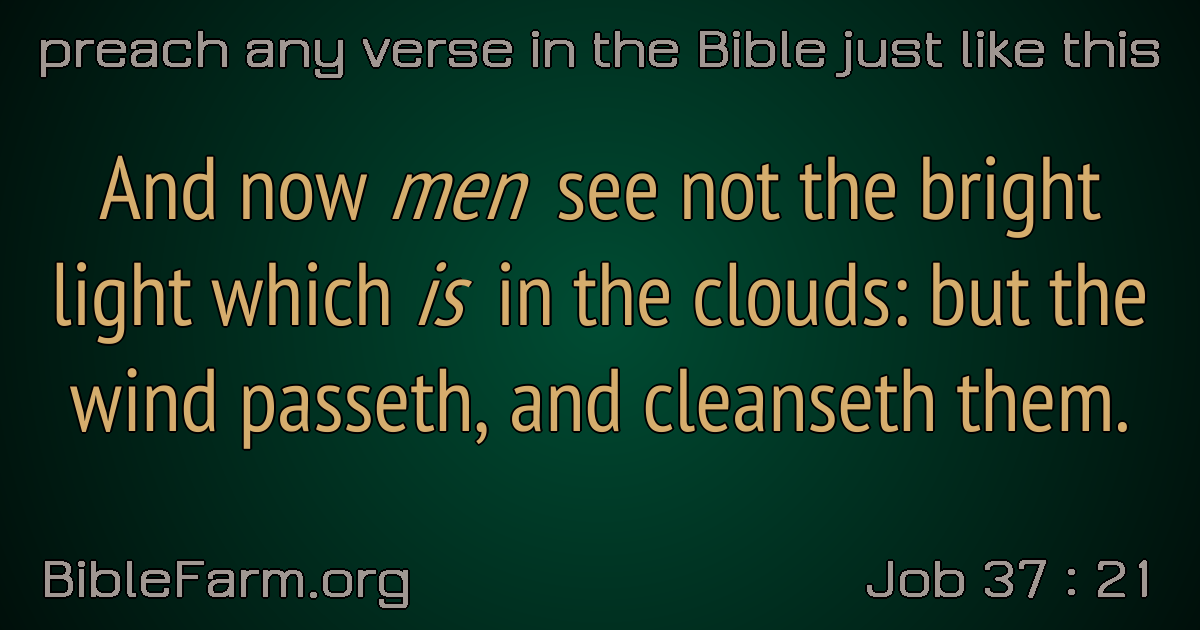 preach any verse in the Bible just like this
And now men see not the bright
light which is in the clouds: but the
wind passeth, and cleanseth them.
BibleFarm.org
Job 37 : 21